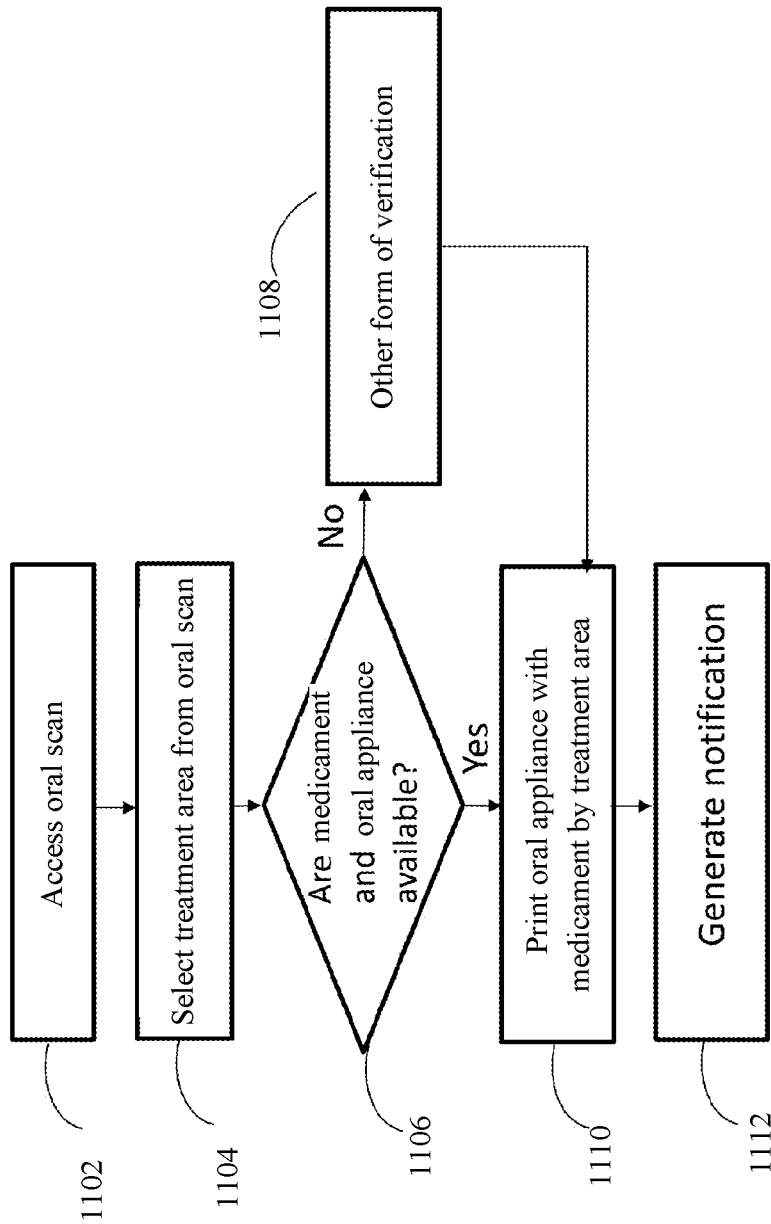 1102
Access oral scan
1104
Select treatment area from oral scan
1106
Are medicament
and oral appliance
available?
No
1108
Other form of verification
Yes
1110
Print oral appliance with
medicament by treatment area
1112
Generate notification